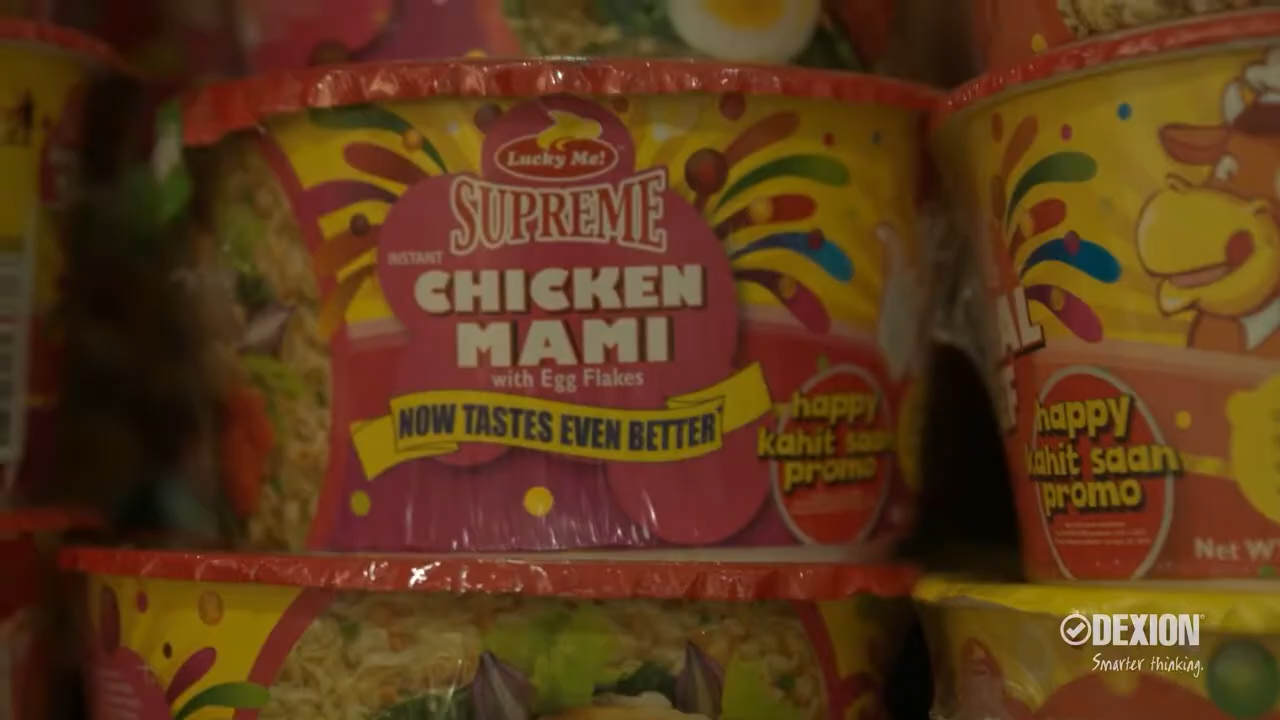 Lucky Me!
SUPREME
INSTANT
CHICKEN
MAMI
with Egg Flakes
NOW TASTES EVEN BETTER
happy
kahit saan
promo
happy
kahit saan
promo
Net W
DEXION
Smarter thinking.